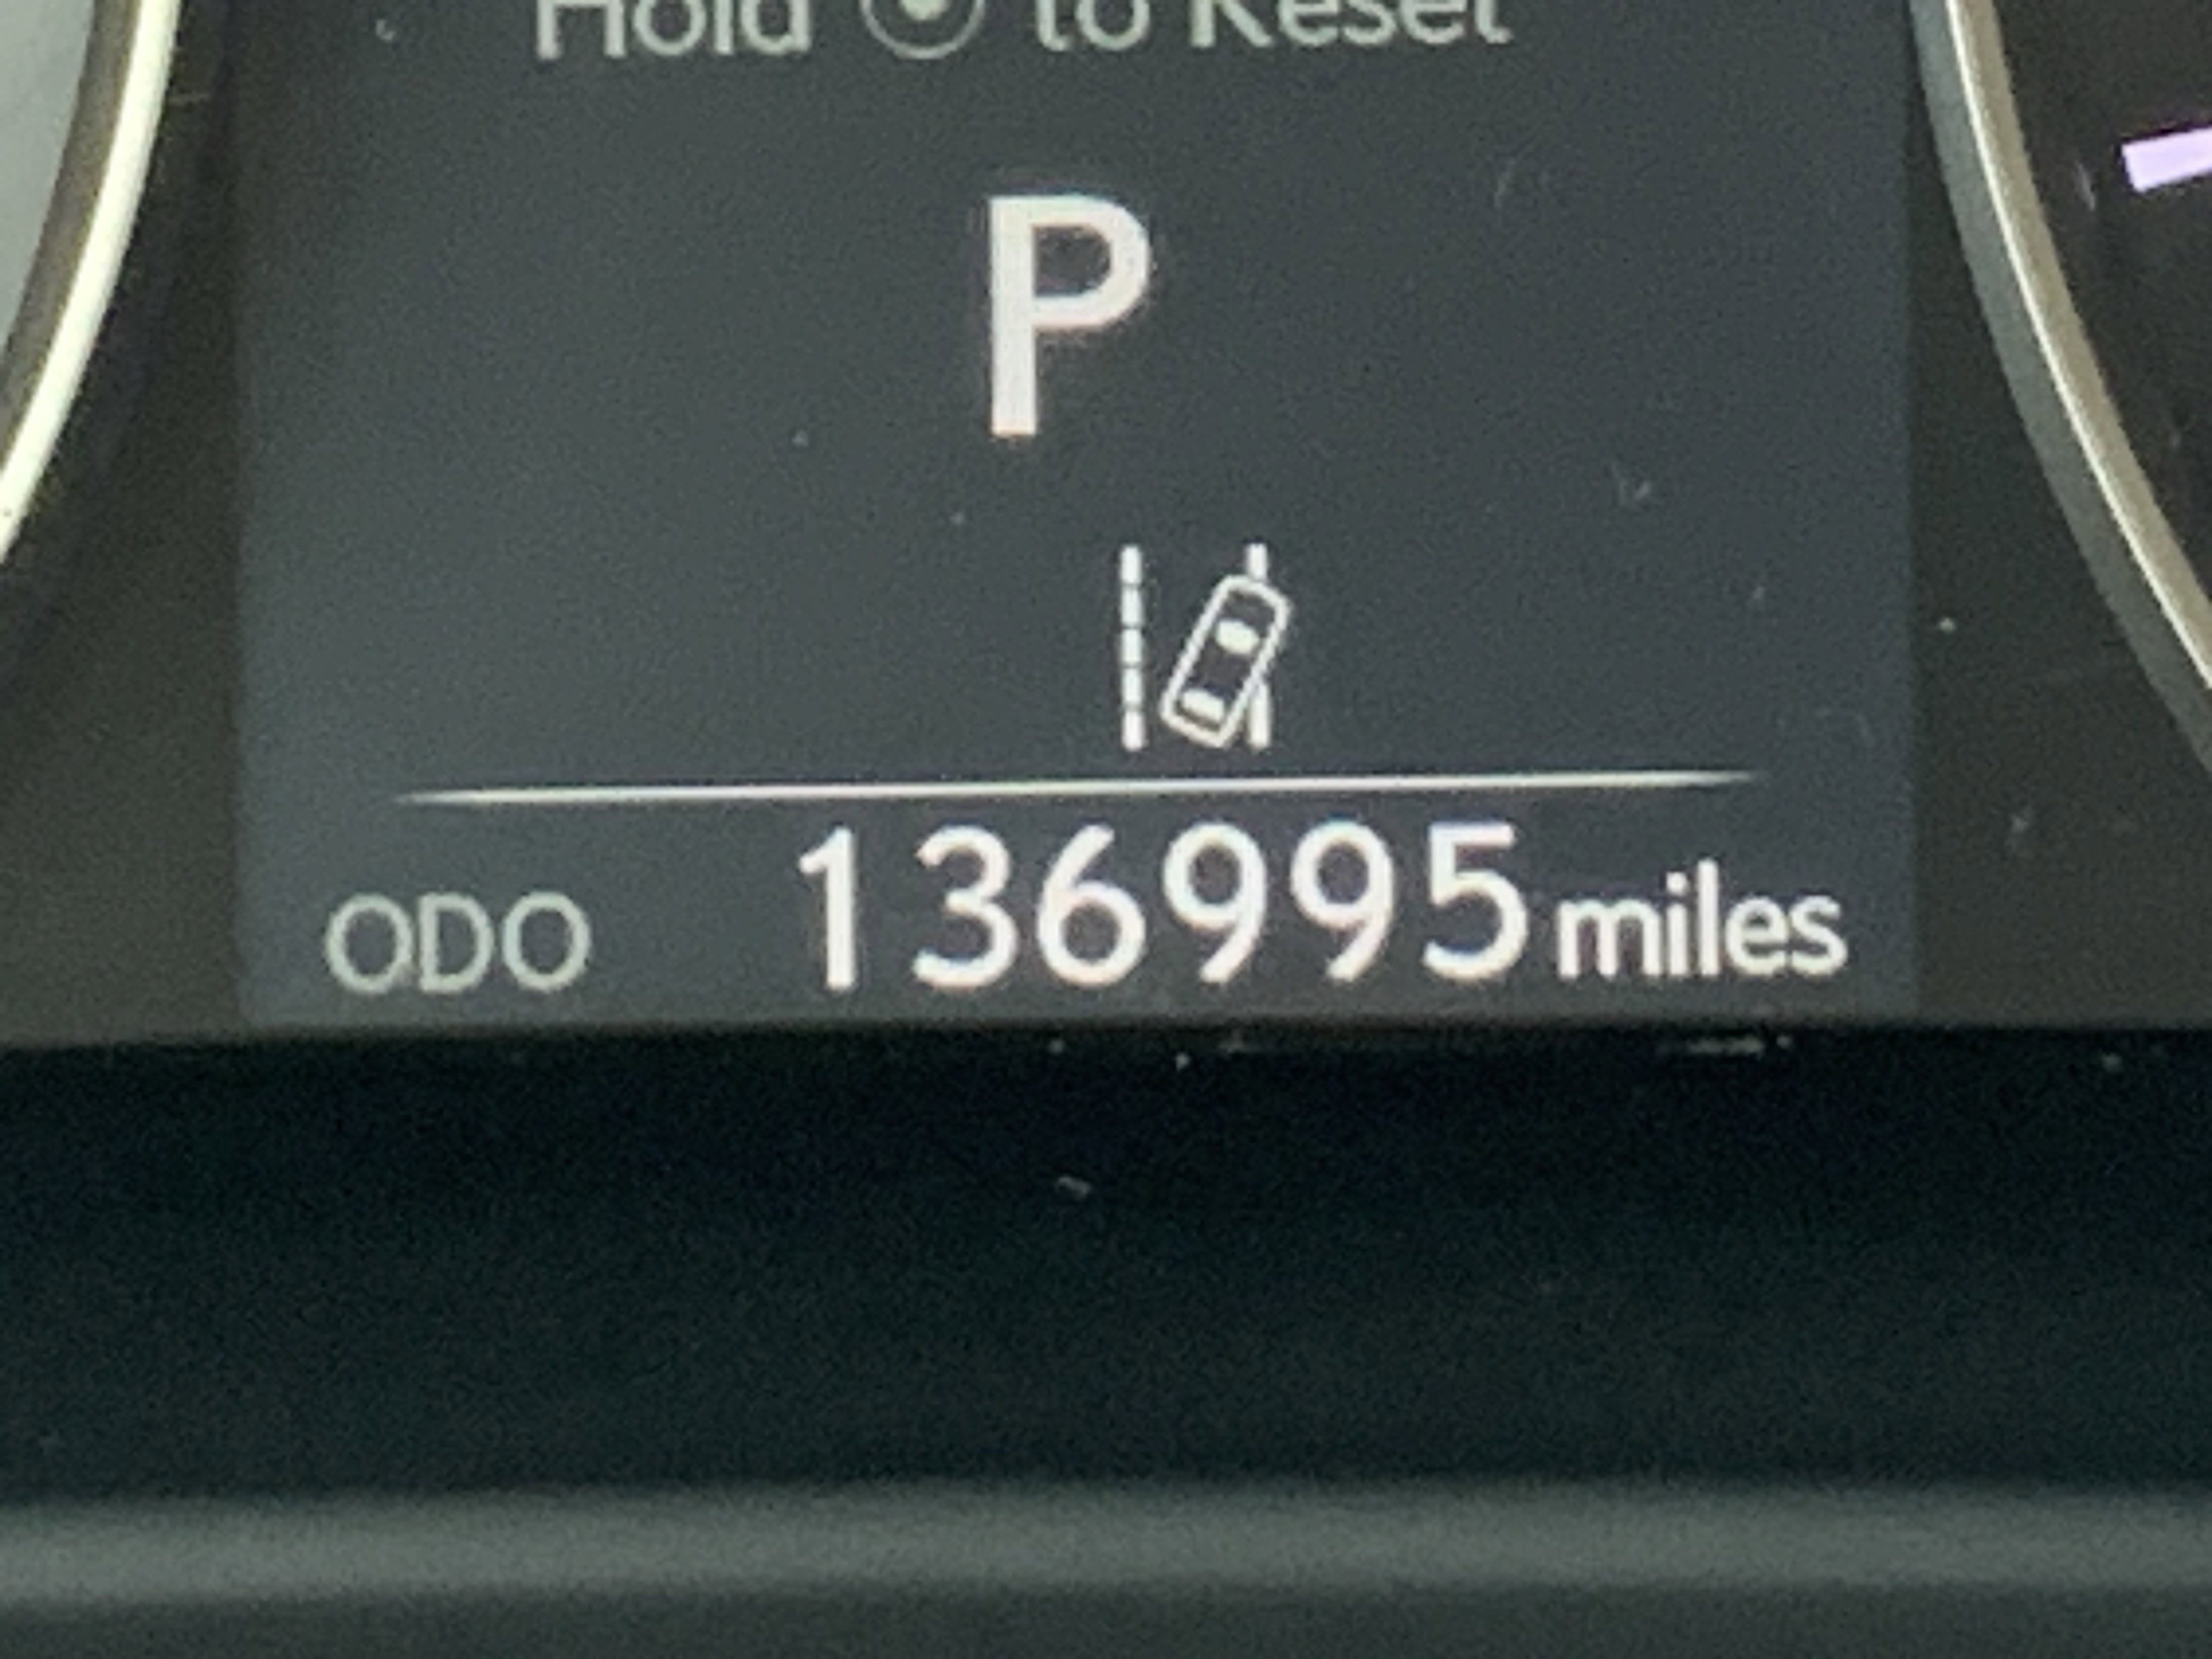 Hold to Reset
P
ODO 136995 miles